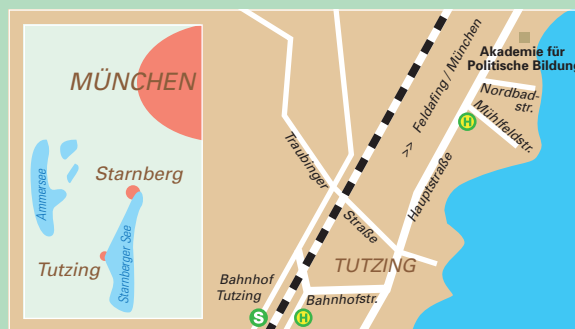 MÜNCHEN
Starnberg
Ammersee
Tutzing
Starnberger See
Akademie für
Politische Bildung
Nordbad-
str.
Mühlfeldstr.
>> Feldafing / München
H
Traubinger
Straße
Hauptstraße
TUTZING
Bahnhof
Tutzing
Bahnhofstr.
S
H